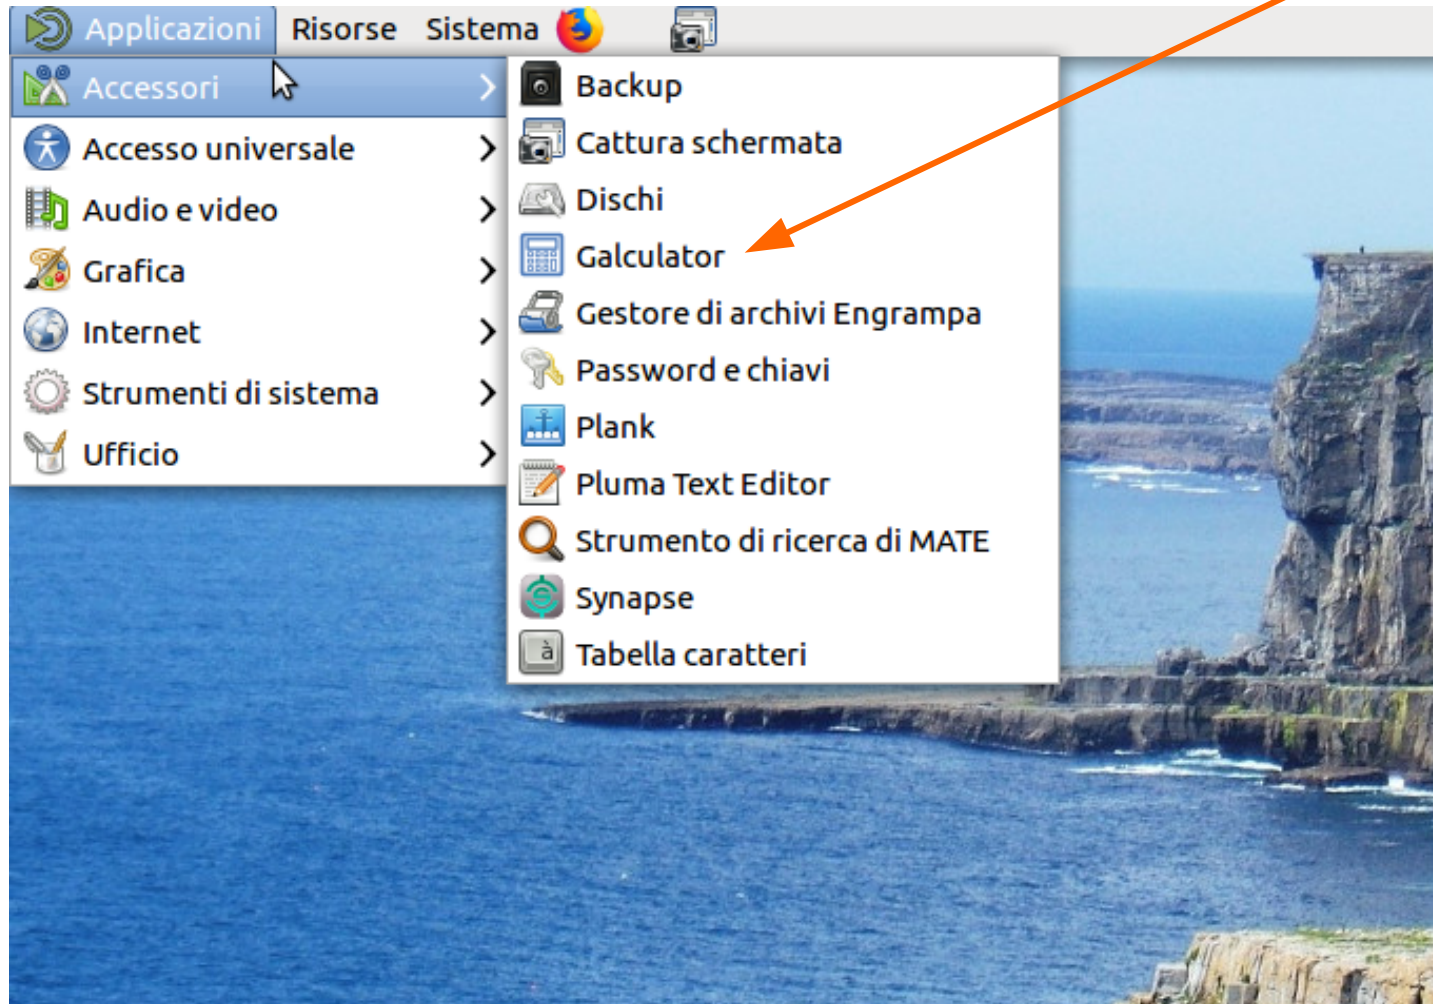 Applicazioni Risorse Sistema
Accessori
Accesso universale
Audio e video
Grafica
Internet
Strumenti di sistema
Ufficio
Backup
Cattura schermata
Dischi
Galculator
Gestore di archivi Engrampa
Password e chiavi
Plank
Pluma Text Editor
Strumento di ricerca di MATE
Synapse
à Tabella caratteri